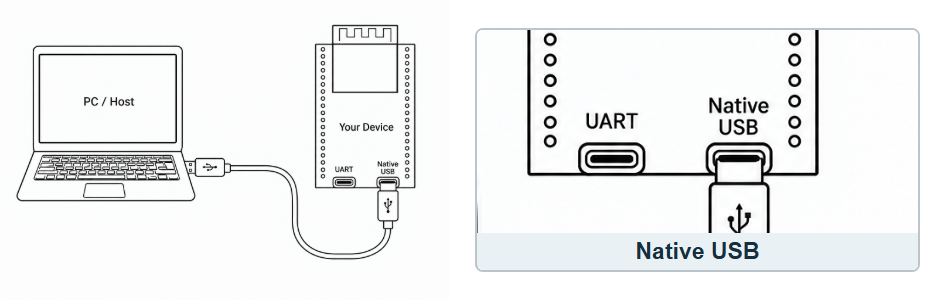 PC / Host
Your Device
UART
Native
USB
UART
Native
USB
Native USB